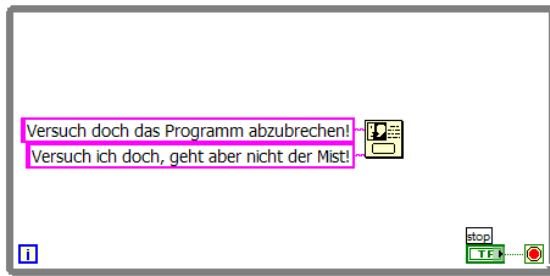 Versuch doch das Programm abzubrechen!
Versuch ich doch, geht aber nicht der Mist!
stop
TF
i